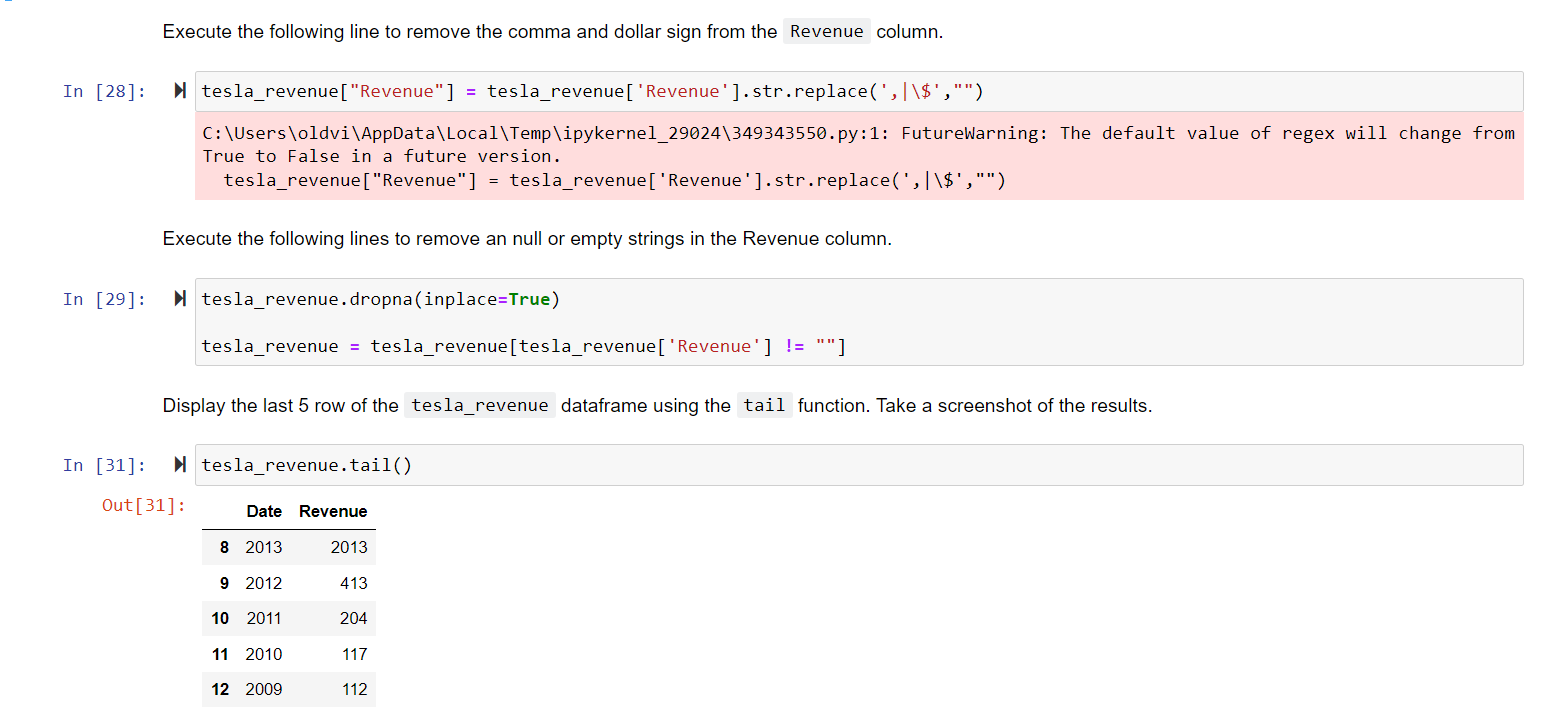 Execute the following line to remove the comma and dollar sign from the Revenue column.
In [28]: tesla_revenue["Revenue"] = tesla_revenue['Revenue'].str.replace(',|\$',"")
C:\Users\oldvi\AppData\Local\Temp\ipykernel_29024\349343550.py:1: FutureWarning: The default value of regex will change from
True to False in a future version.
  tesla_revenue["Revenue"] = tesla_revenue['Revenue'].str.replace(',|\$',"")
Execute the following lines to remove an null or empty strings in the Revenue column.
In [29]: tesla_revenue.dropna(inplace=True)
tesla_revenue = tesla_revenue[tesla_revenue['Revenue'] != ""]
Display the last 5 row of the tesla_revenue dataframe using the tail function. Take a screenshot of the results.
In [31]: tesla_revenue.tail()
Out[31]:
Date Revenue
8 2013 2013
9 2012 413
10 2011 204
11 2010 117
12 2009 112